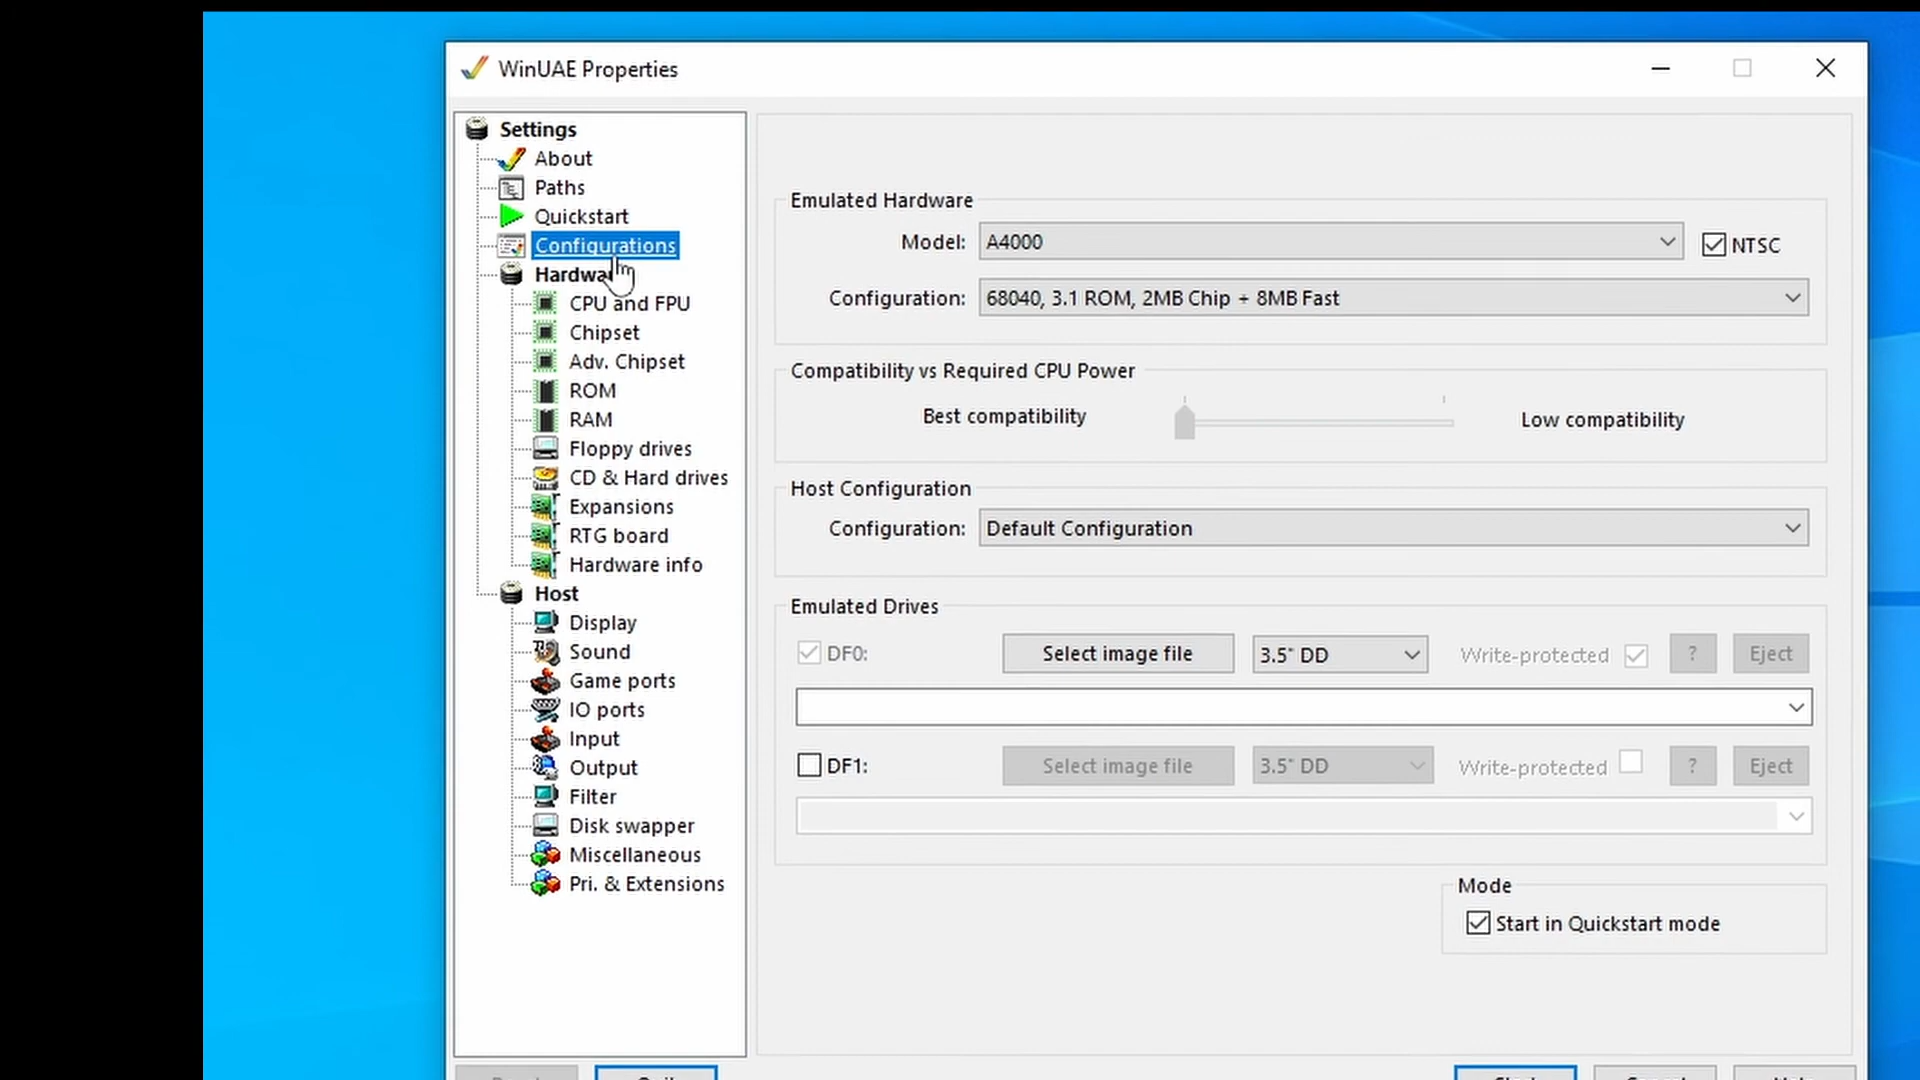 WinUAE Properties
Settings
About
Paths
Quickstart
Configurations
CPU and FPU
Chipset
Adv. Chipset
ROM
RAM
Floppy drives
CD & Hard drives
Expansions
RTG board
Hardware info
Host
Display
Sound
Game ports
IO ports
Input
Output
Filter
Disk swapper
Miscellaneous
Pri. & Extensions
Emulated Hardware
Model: A4000 NTSC
Configuration: 68040, 3.1 ROM, 2MB Chip + 8MB Fast
Compatibility vs Required CPU Power
Best compatibility Low compatibility
Host Configuration
Configuration: Default Configuration
Emulated Drives
DF0: Select image file 3.5" DD Write-protected ? Eject
DF1: Select image file 3.5" DD Write-protected ? Eject
Mode
Start in Quickstart mode